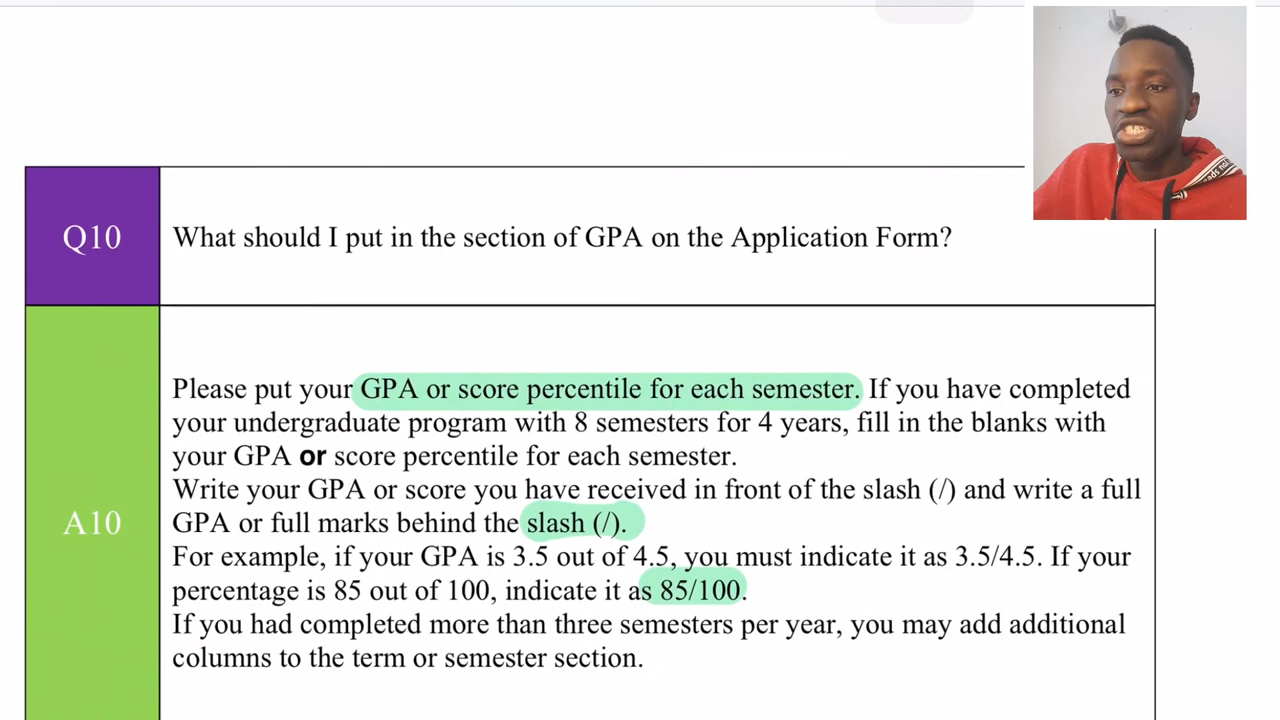 Q10
What should I put in the section of GPA on the Application Form?
A10
Please put your GPA or score percentile for each semester. If you have completed
your undergraduate program with 8 semesters for 4 years, fill in the blanks with
your GPA or score percentile for each semester.
Write your GPA or score you have received in front of the slash (/) and write a full
GPA or full marks behind the slash (/).
For example, if your GPA is 3.5 out of 4.5, you must indicate it as 3.5/4.5. If your
percentage is 85 out of 100, indicate it as 85/100.
If you had completed more than three semesters per year, you may add additional
columns to the term or semester section.